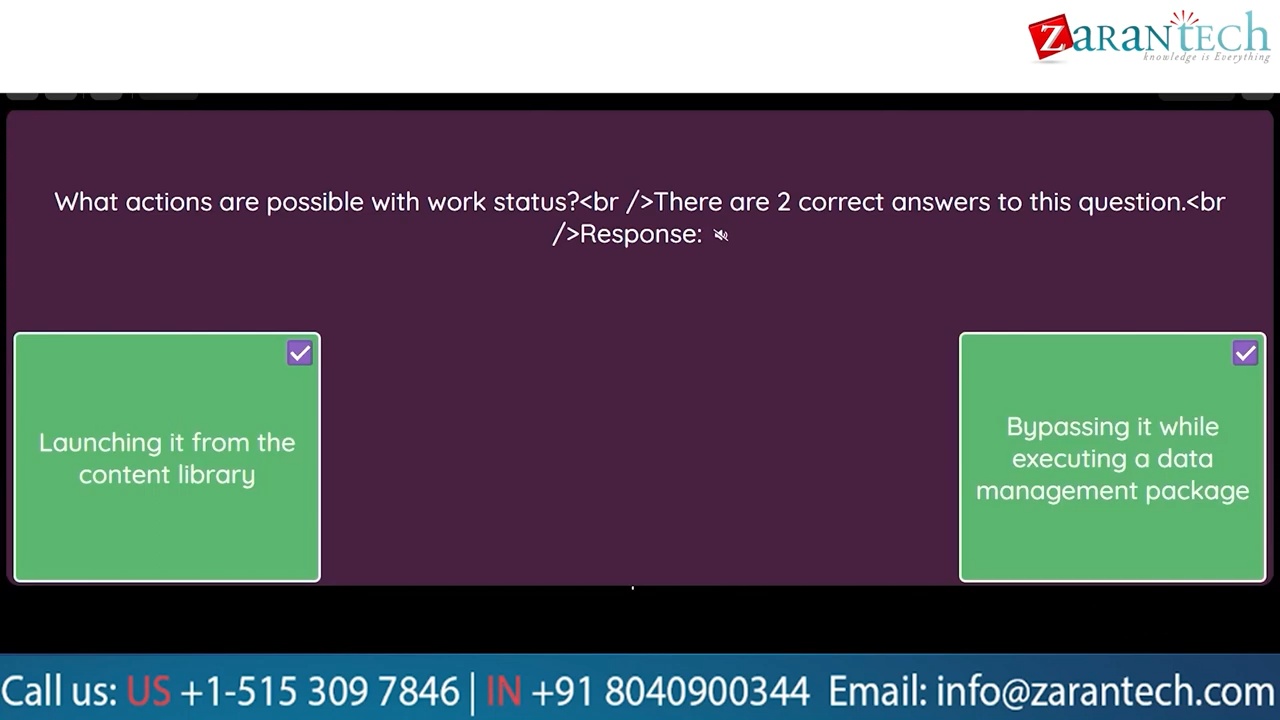 ZARANTECH
knowledge is Everything
What actions are possible with work status?<br />There are 2 correct answers to this question.<br
/>Response:
Launching it from the
content library
Bypassing it while
executing a data
management package
Call us: US +1-515 309 7846 | IN +91 8040900344 Email: info@zarantech.com